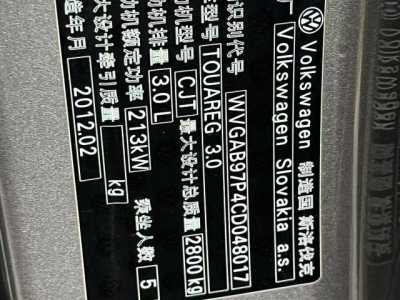 Volkswagen 制造国 斯洛伐克
厂 Volkswagen Slovakia a.s.
识别代号 WVGAB97P4CD048017
型号 TOUAREG 3.0
机型号 CJT 最大设计总质量 2800 kg
机排量 3.0L
机额定功率 213kW 乘坐人数 5
大设计牵引质量 kg
造年月 2012.02